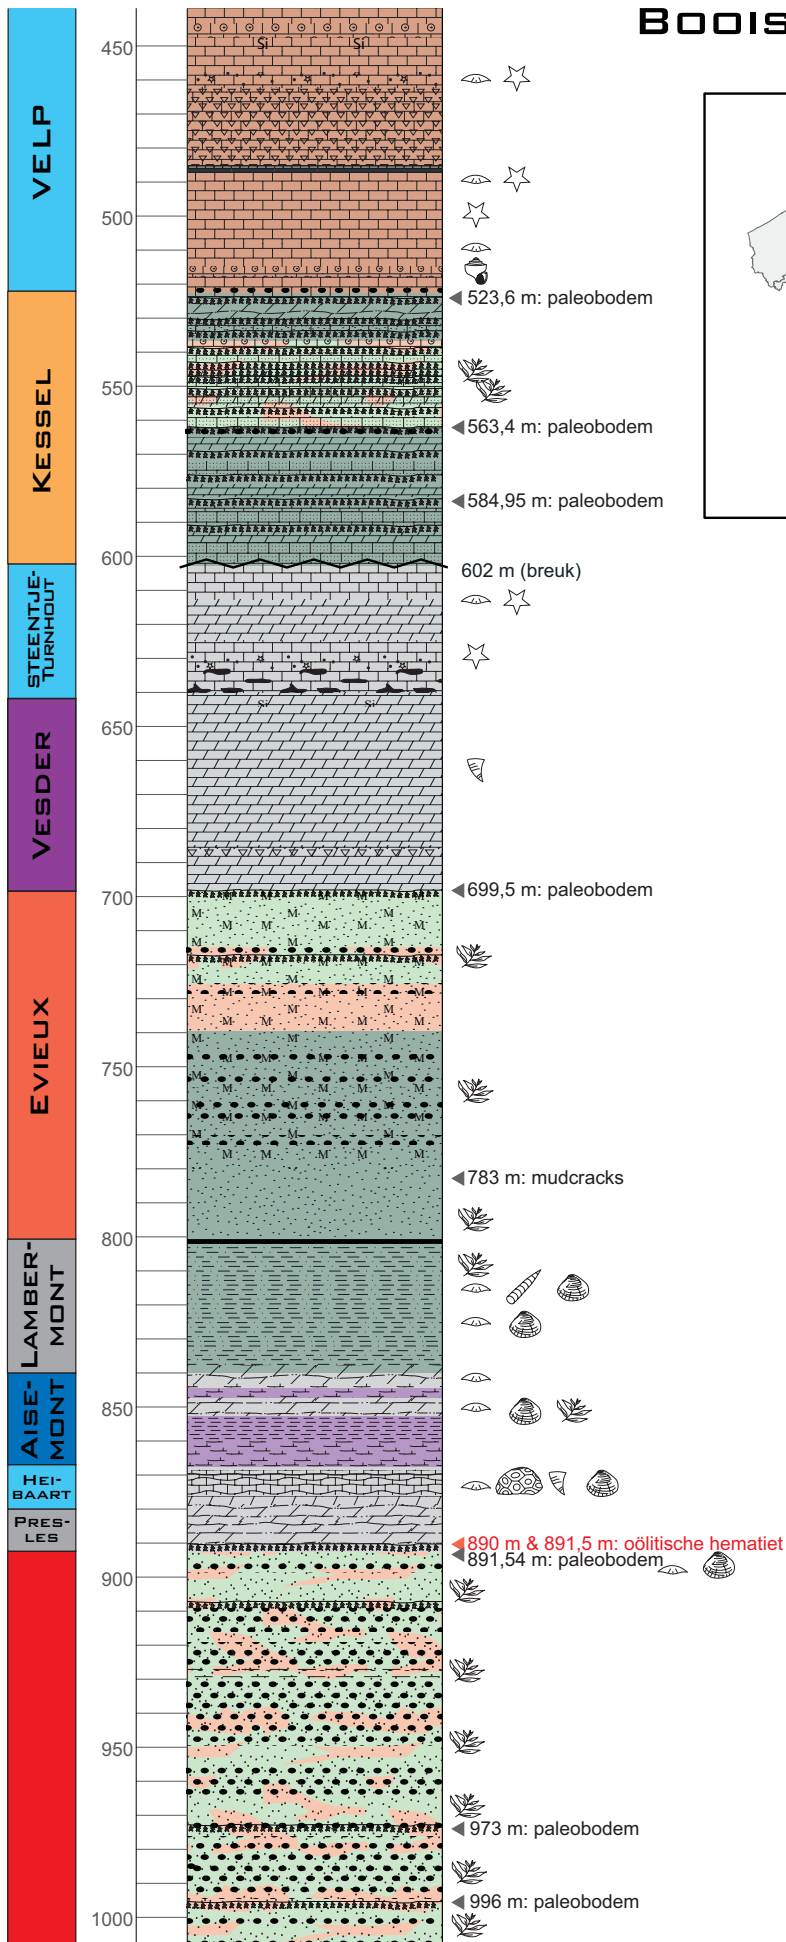 BOOIS
VELP
KESSEL
STEENTJE-
TURNHOUT
VESDER
EVIEUX
LAMBER-
MONT
AISE-
MONT
HEI-
BAART
PRES-
LES
450
500
550
600
650
700
750
800
850
900
950
1000
Si Si
Si Si
523,6 m: paleobodem
563,4 m: paleobodem
584,95 m: paleobodem
602 m (breuk)
699,5 m: paleobodem
783 m: mudcracks
890 m & 891,5 m: oölitische hematiet
891,54 m: paleobodem
973 m: paleobodem
996 m: paleobodem
M M M M M
M M M
M M M M M
M M M
M M M M M
M M M
M M M M M
M M M
M M M M M
M M M
M M M M M
M M M
M M M M M
M M M
M M M M M
M M M
M M M M M